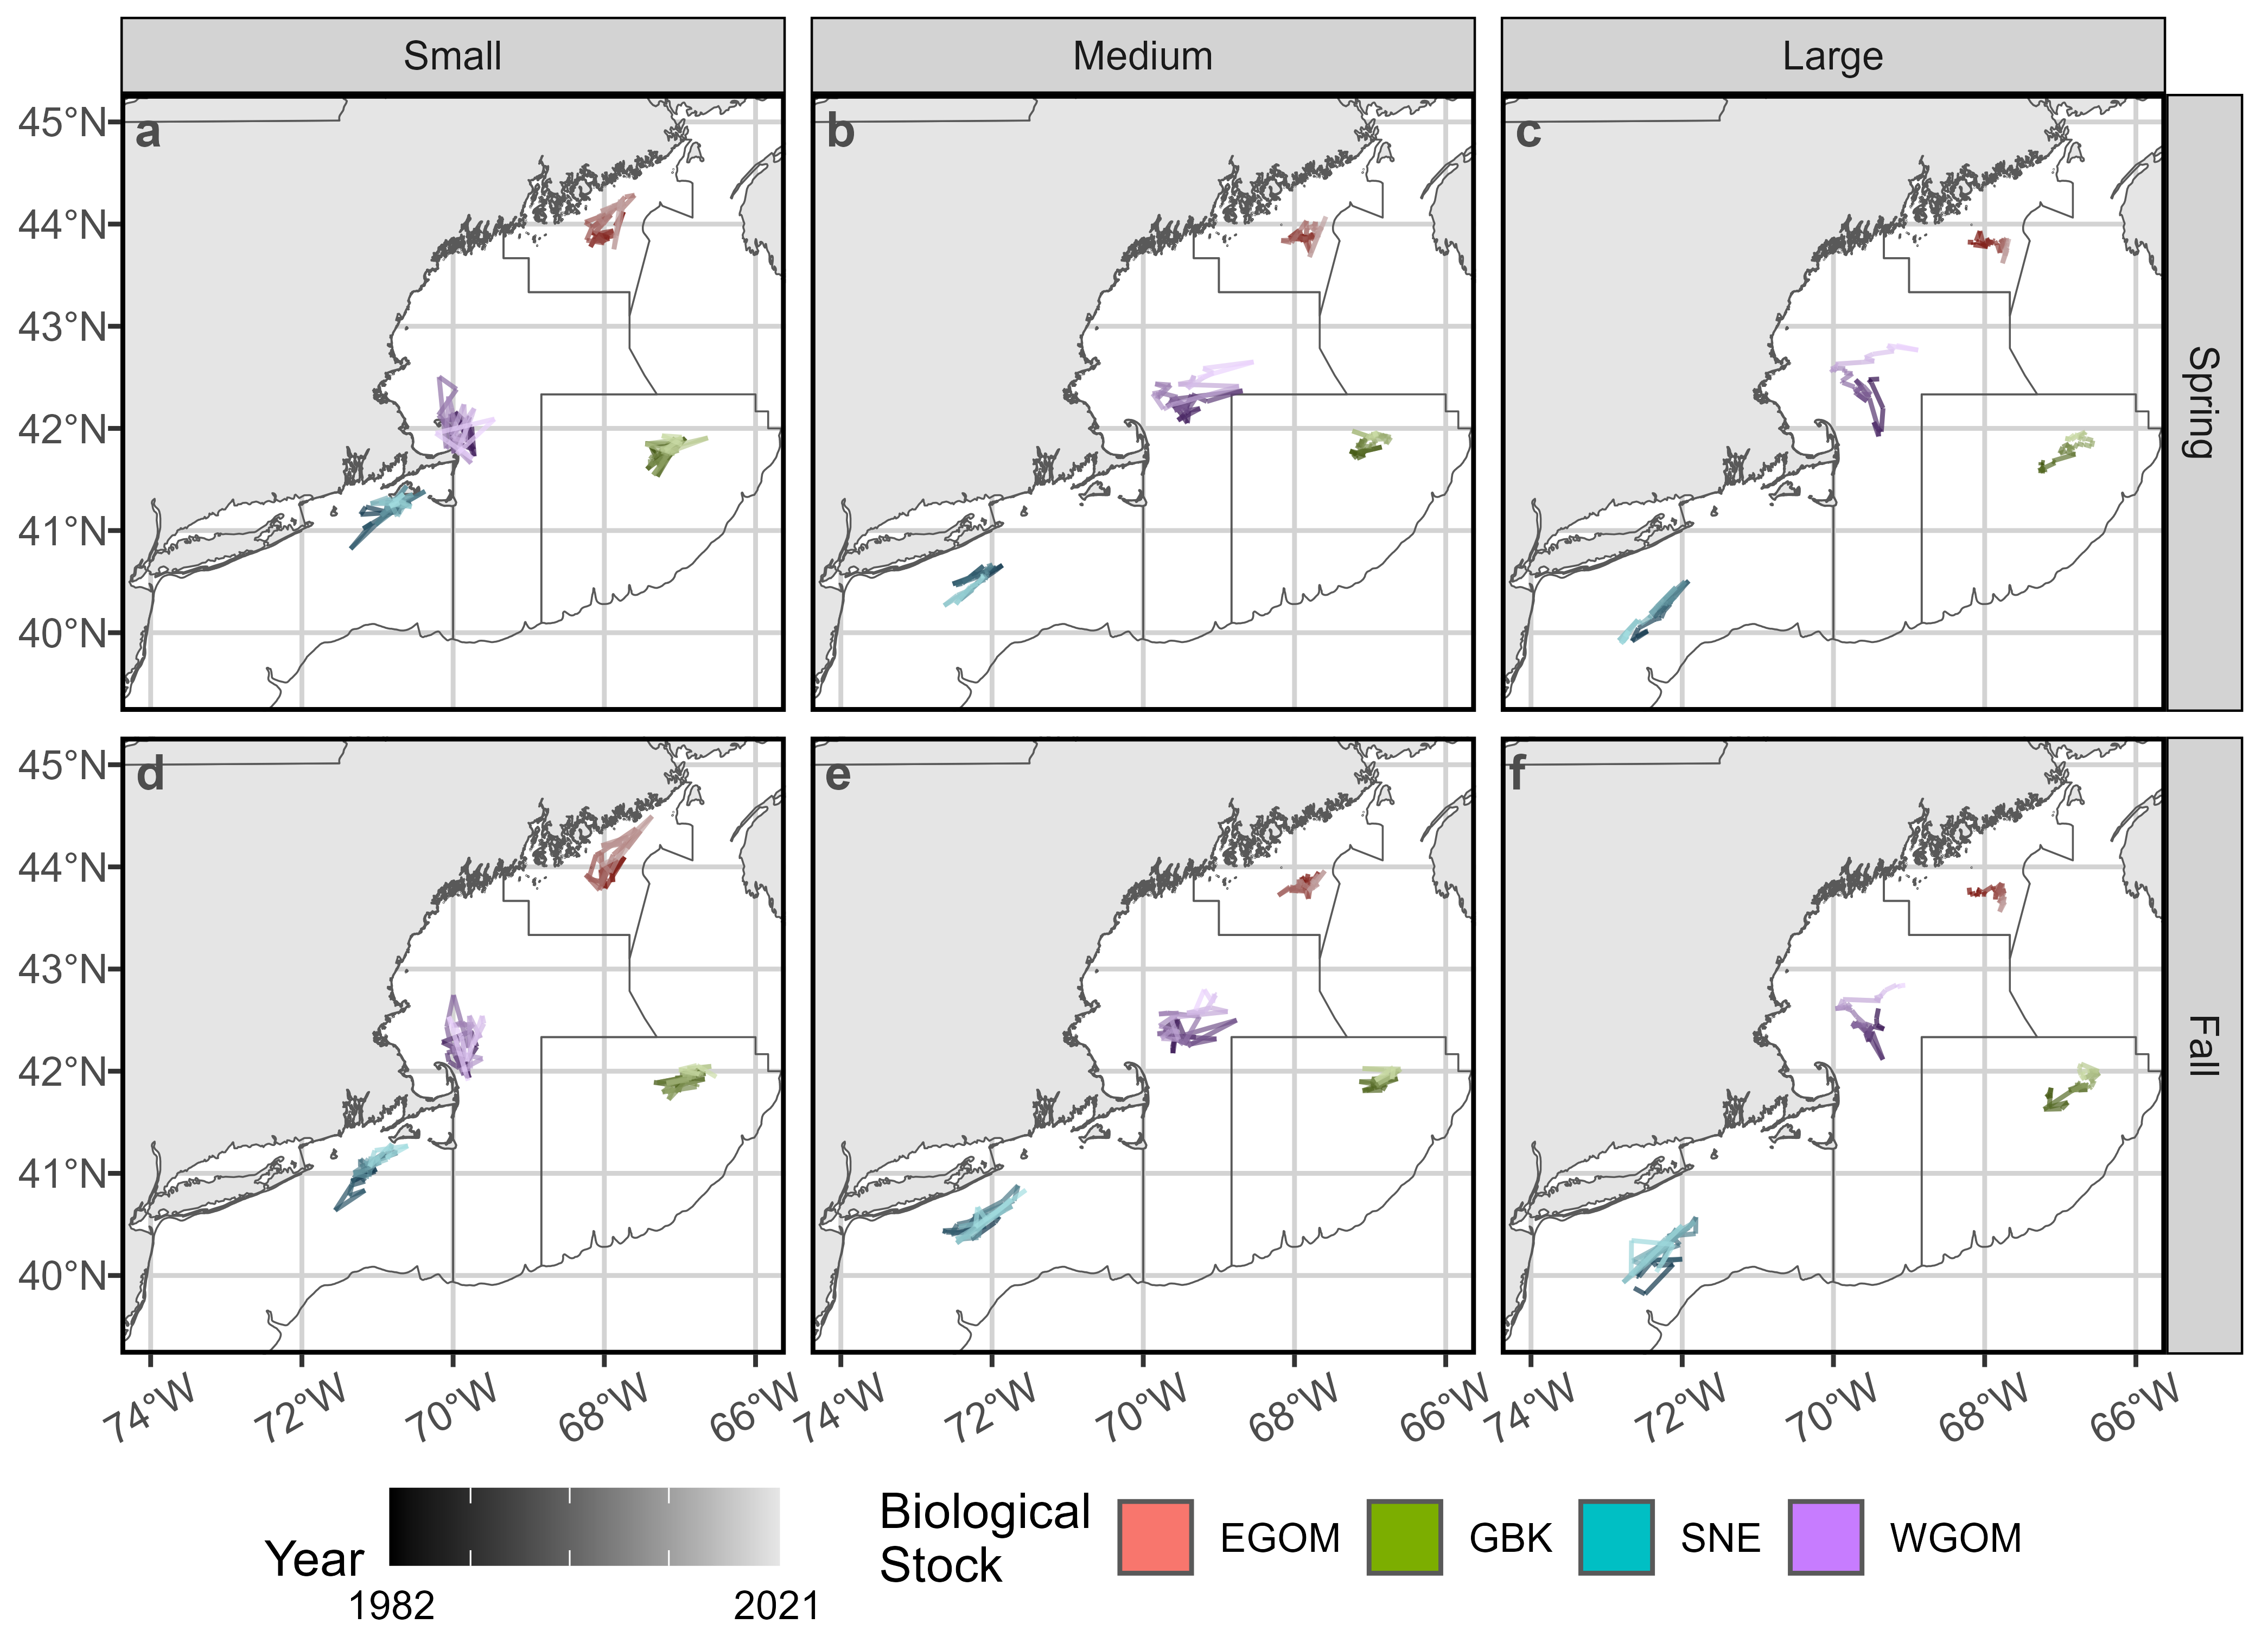 Small Medium Large
45°N a b c
44°N
43°N
42°N
41°N
40°N
Spring
45°N d e f
44°N
43°N
42°N
41°N
40°N
Fall
74°W 72°W 70°W 68°W 66°W 74°W 72°W 70°W 68°W 66°W 74°W 72°W 70°W 68°W 66°W
Year
1982 2021
Biological
Stock
EGOM GBK SNE WGOM